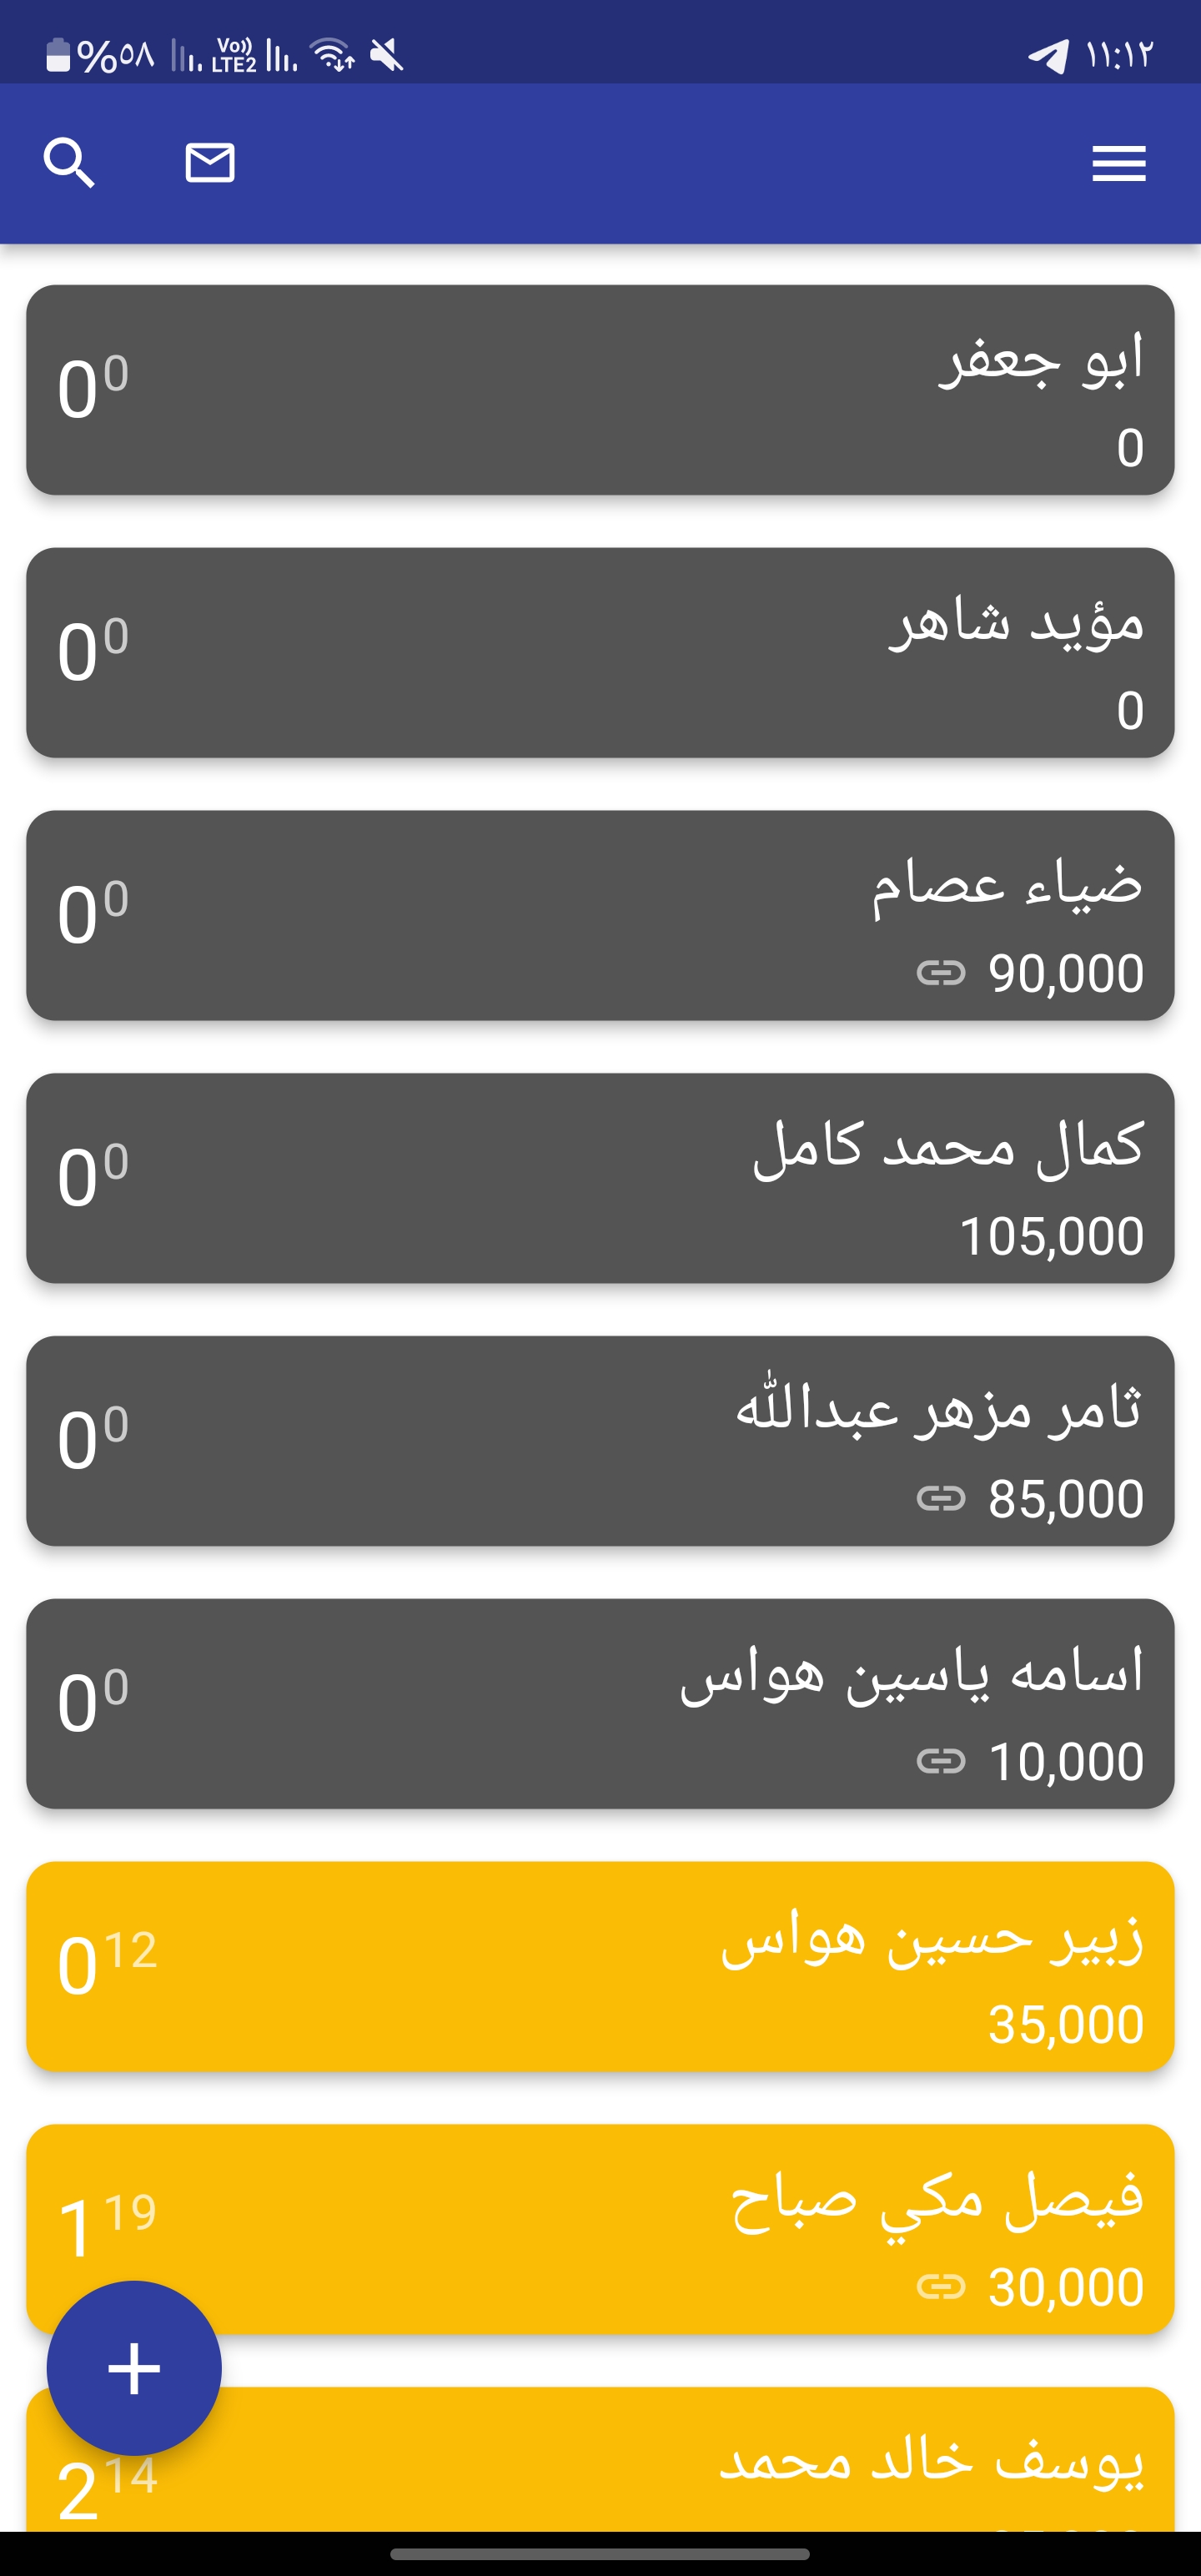 ١١:١٢
%٥٨
Vo))
LTE2
ابو جعفر
0
0 0
مؤيد شاهر
0
0 0
ضياء عصام
90,000
0 0
كمال محمد كامل
105,000
0 0
ثامر مزهر عبدالله
85,000
0 0
اسامه ياسين هواس
10,000
0 0
زبير حسين هواس
35,000
0 12
فيصل مكي صباح
30,000
1 19
يوسف خالد محمد
2 14